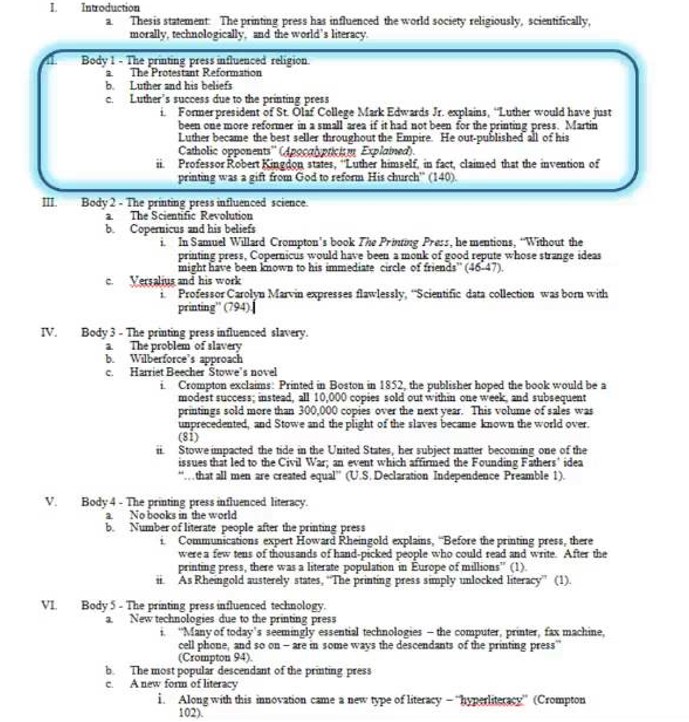 I. Introduction
a. Thesis statement: The printing press has influenced the world society religiously, scientifically,
morally, technologically, and the world's literacy.
II. Body 1 - The printing press influenced religion.
a. The Protestant Reformation
b. Luther and his beliefs
c. Luther's success due to the printing press
i. Former president of St. Olaf College Mark Edwards Jr. explains, "Luther would have just
been one more reformer in a small area if it had not been for the printing press. Martin
Luther became the best seller throughout the Empire. He out-published all of his
Catholic opponents" (Apocalypticism Explained).
ii. Professor Robert Kingdon states, "Luther himself, in fact, claimed that the invention of
printing was a gift from God to reform His church" (140).
III. Body 2 - The printing press influenced science.
a. The Scientific Revolution
b. Copernicus and his beliefs
i. In Samuel Willard Crompton's book The Printing Press, he mentions, "Without the
printing press, Copernicus would have been a monk of good repute whose strange ideas
might have been known to his immediate circle of friends" (46-47).
c. Versalius and his work
i. Professor Carolyn Marvin expresses flawlessly, "Scientific data collection was born with
printing" (794).
IV. Body 3 - The printing press influenced slavery.
a. The problem of slavery
b. Wilberforce's approach
c. Harriet Beecher Stowe's novel
i. Crompton exclaims: Printed in Boston in 1852, the publisher hoped the book would be a
modest success; instead, all 10,000 copies sold out within one week, and subsequent
printings sold more than 300,000 copies over the next year. This volume of sales was
unprecedented, and Stowe and the plight of the slaves became known the world over.
(81)
ii. Stowe impacted the tide in the United States, her subject matter becoming one of the
issues that led to the Civil War; an event which affirmed the Founding Fathers' idea
"…that all men are created equal" (U.S. Declaration Independence Preamble 1).
V. Body 4 - The printing press influenced literacy.
a. No books in the world
b. Number of literate people after the printing press
i. Communications expert Howard Rheingold explains, "Before the printing press, there
were a few tens of thousands of hand-picked people who could read and write. After the
printing press, there was a literate population in Europe of millions" (1).
ii. As Rheingold austerely states, "The printing press simply unlocked literacy" (1).
VI. Body 5 - The printing press influenced technology.
a. New technologies due to the printing press
i. "Many of today's seemingly essential technologies – the computer, printer, fax machine,
cell phone, and so on – are in some ways the descendants of the printing press"
(Crompton 94).
b. The most popular descendant of the printing press
c. A new form of literacy
i. Along with this innovation came a new type of literacy – "hyperliteracy" (Crompton
102).